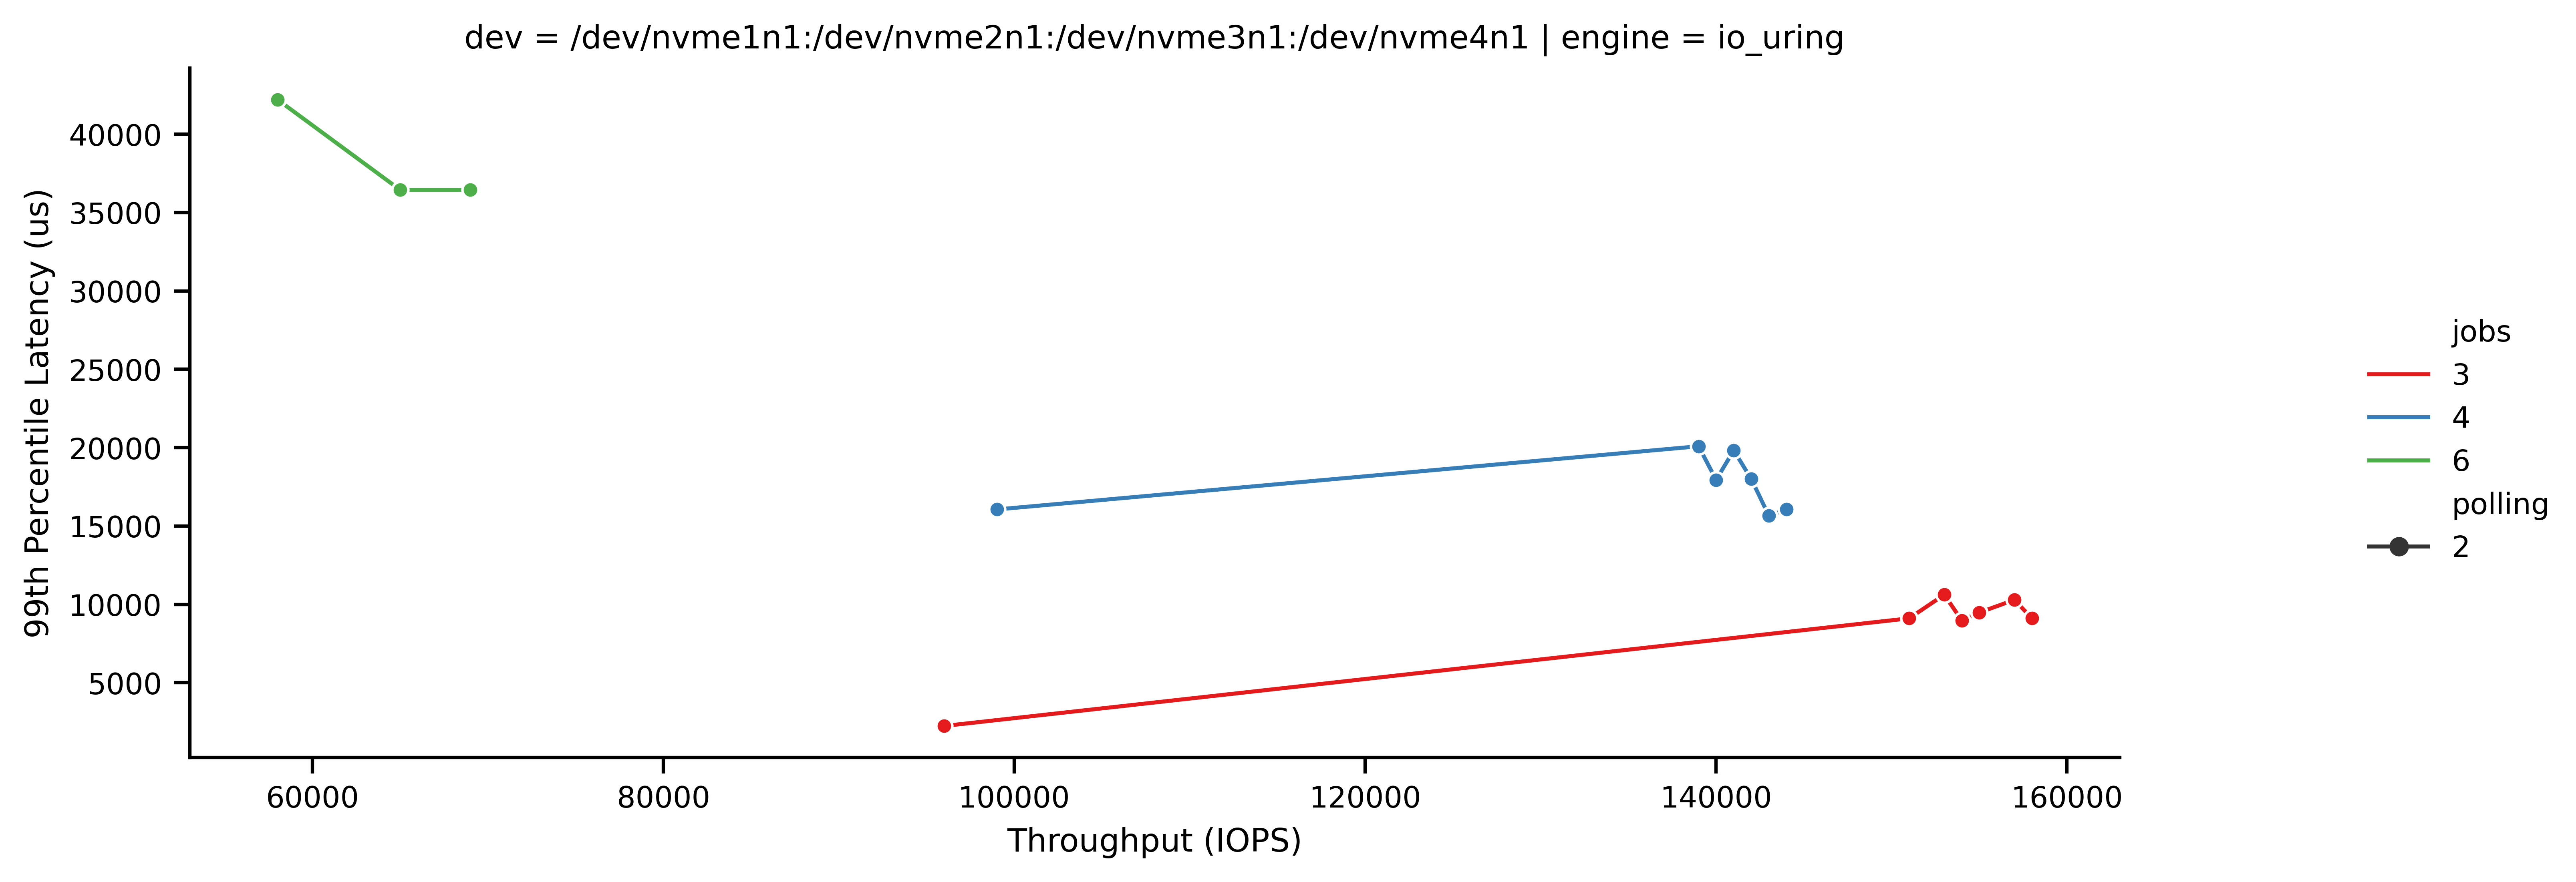 dev = /dev/nvme1n1:/dev/nvme2n1:/dev/nvme3n1:/dev/nvme4n1 | engine = io_uring
99th Percentile Latency (us)
40000
35000
30000
25000
20000
15000
10000
5000
60000 80000 100000 120000 140000 160000
Throughput (IOPS)
jobs
3
4
6
polling
2